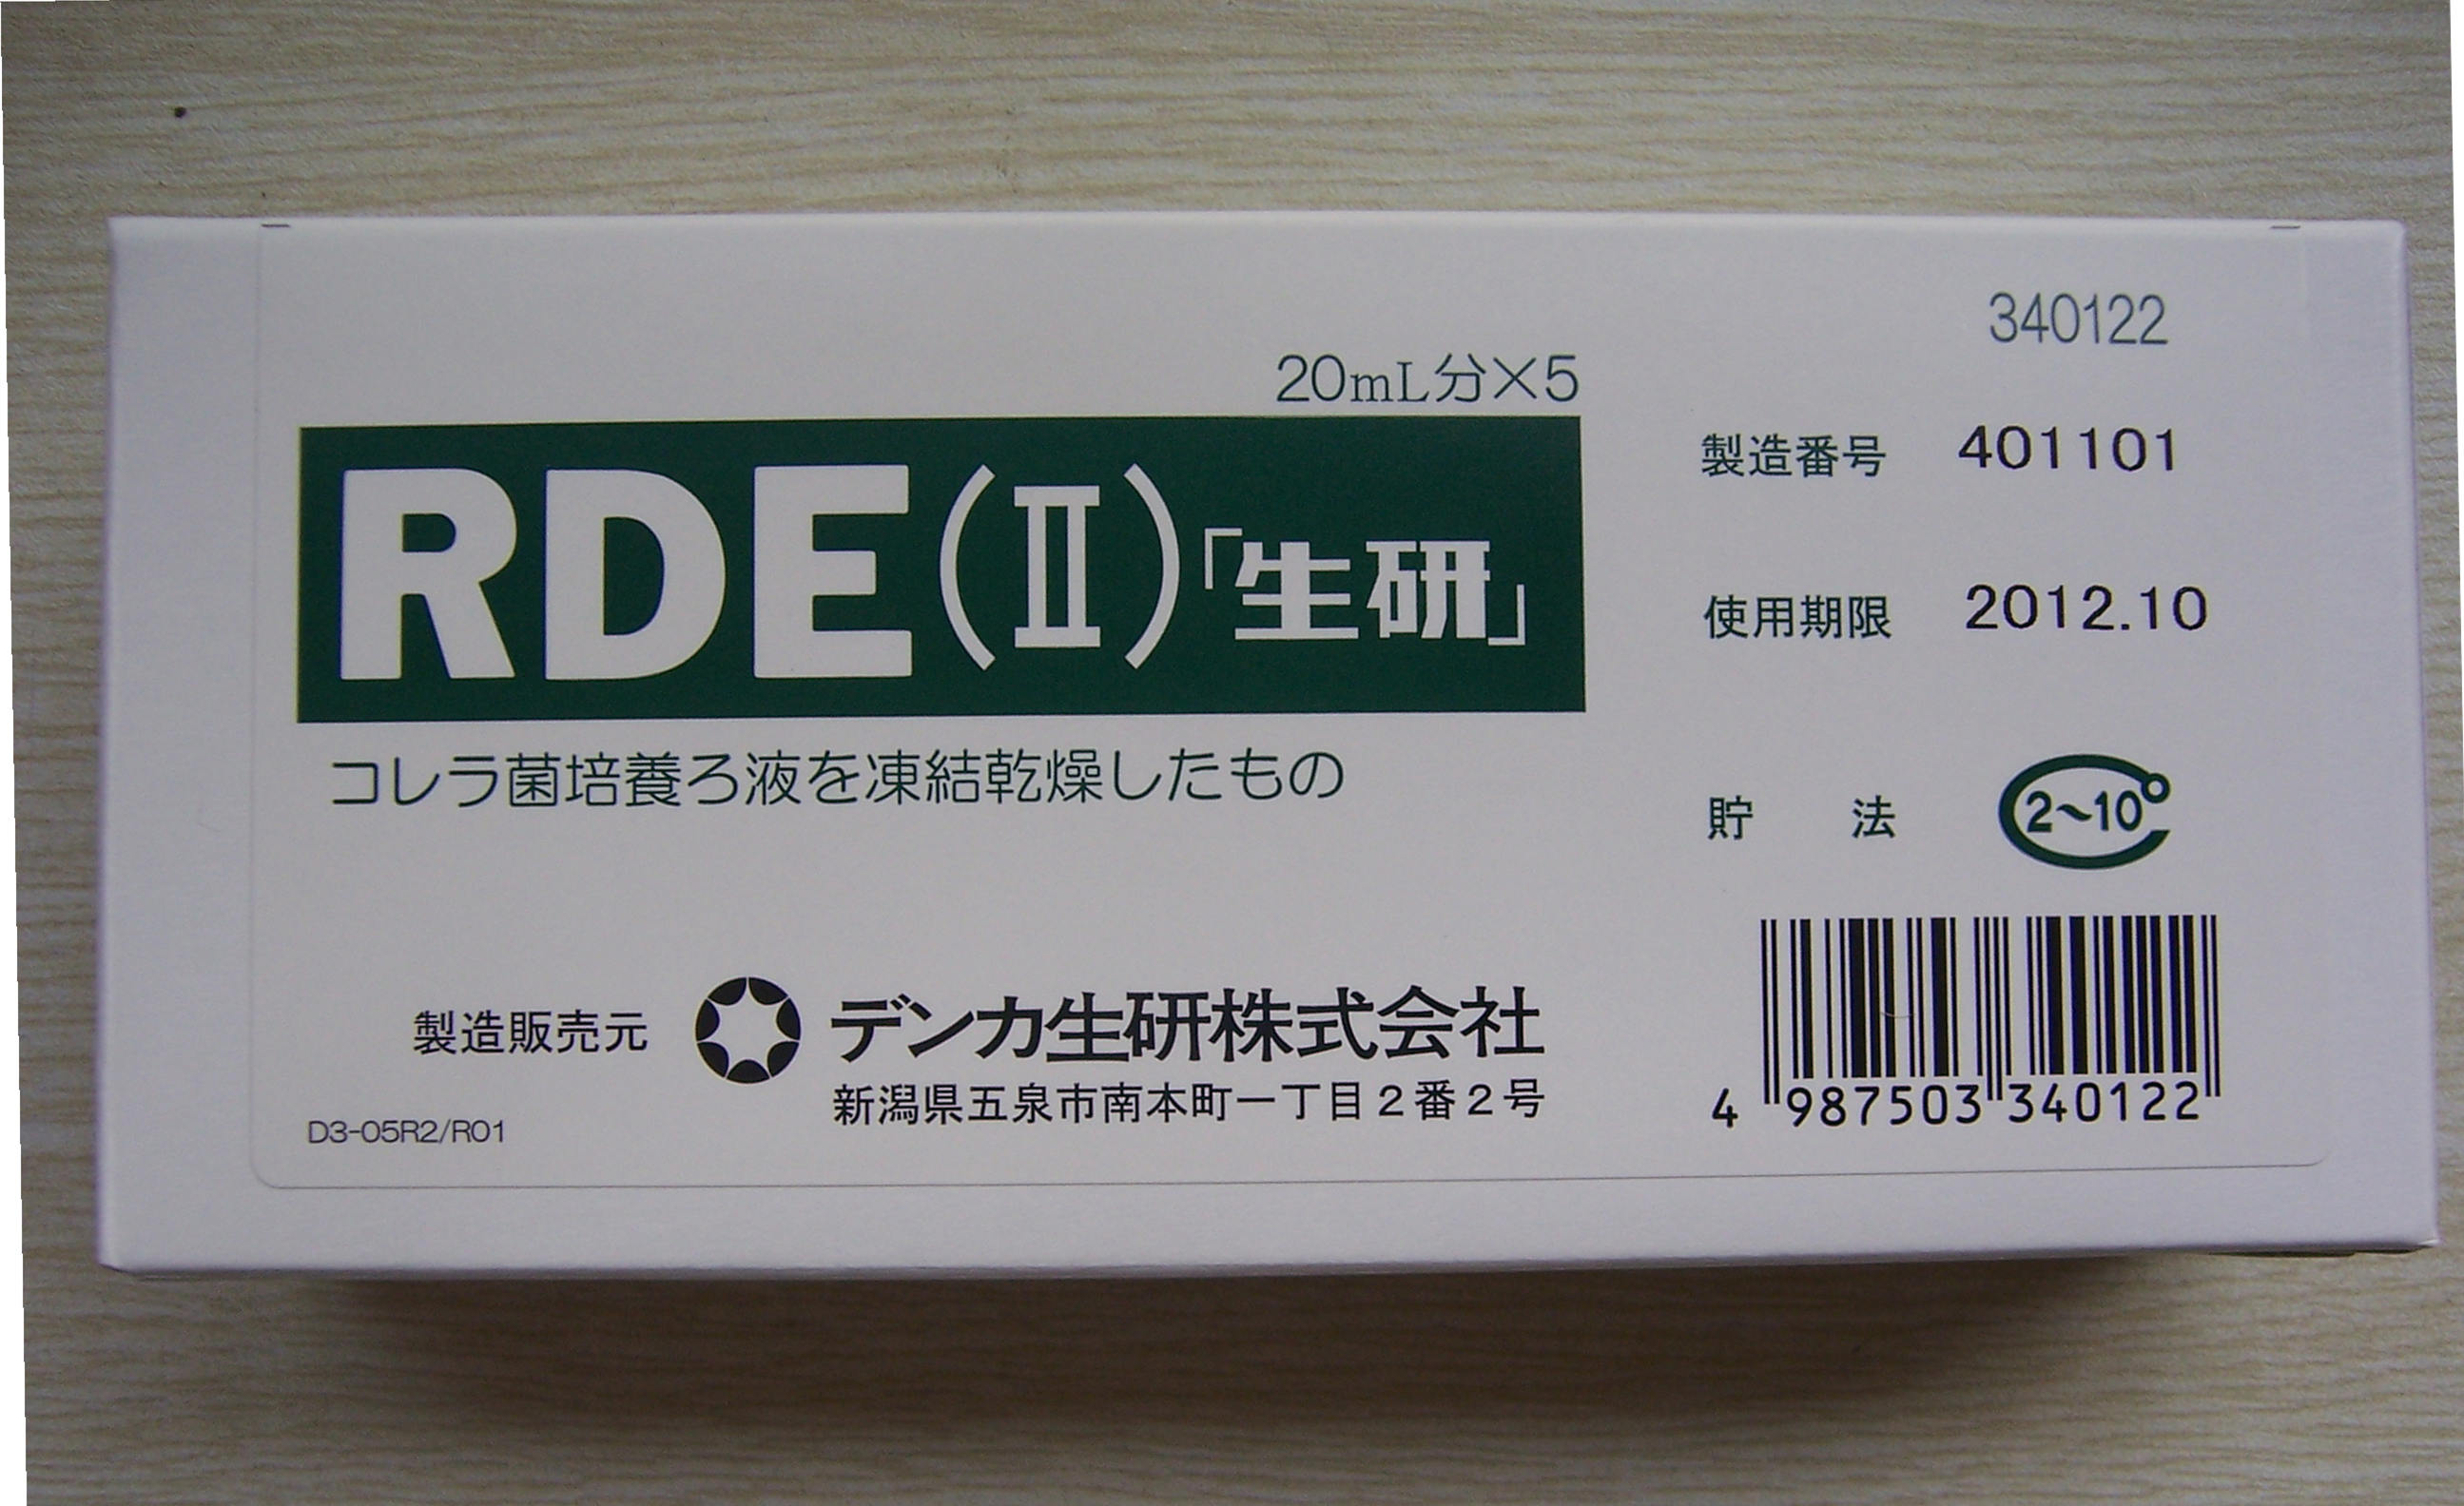 340122
20mL分×5
RDE(Ⅱ)「生研」
コレラ菌培養ろ液を凍結乾燥したもの
製造番号 401101
使用期限 2012.10
貯法 2~10°
製造販売元 デンカ生研株式会社
新潟県五泉市南本町一丁目2番2号
D3-05R2/R01
4 987503 340122